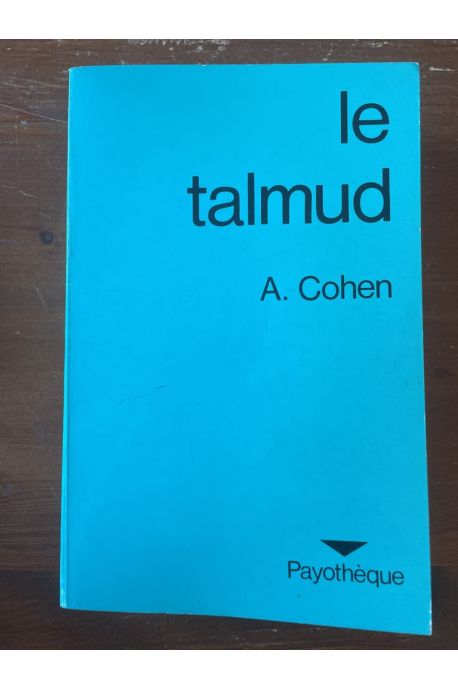 le
talmud
A. Cohen
Payothèque